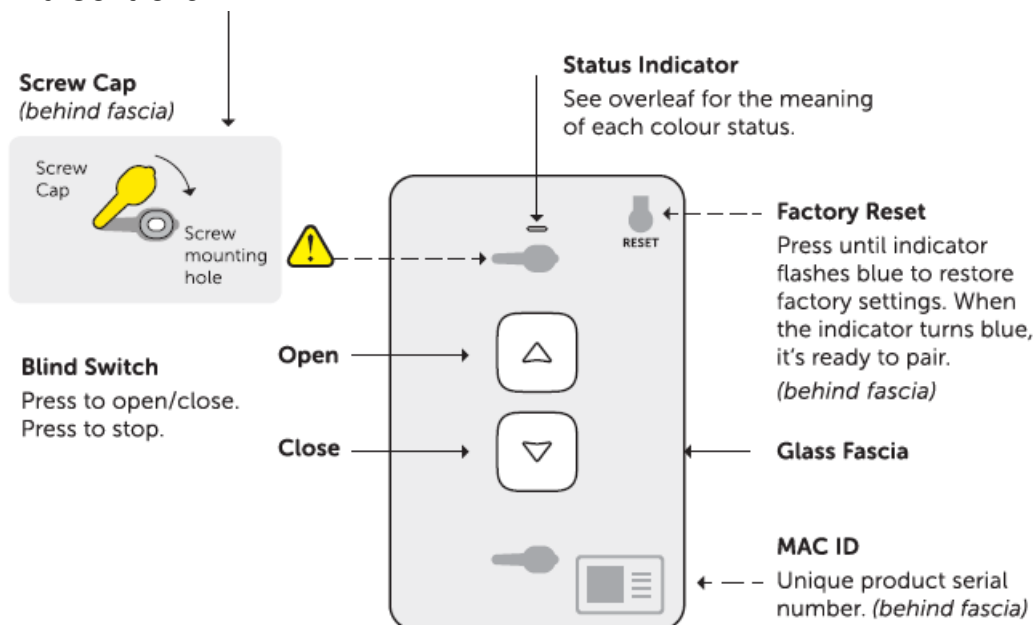 Screw Cap
(behind fascia)
Screw
Cap
Screw
mounting
hole
Blind Switch
Press to open/close.
Press to stop.
Open
Close
Status Indicator
See overleaf for the meaning
of each colour status.
RESET
Factory Reset
Press until indicator
flashes blue to restore
factory settings. When
the indicator turns blue,
it's ready to pair.
(behind fascia)
Glass Fascia
MAC ID
Unique product serial
number. (behind fascia)